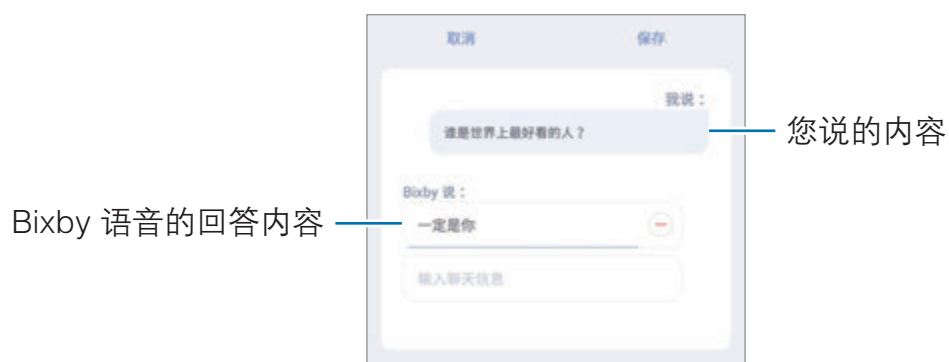 取消 保存
我说：
谁是世界上最好看的人？
您说的内容
Bixby 说：
Bixby 语音的回答内容
一定是你
输入聊天信息